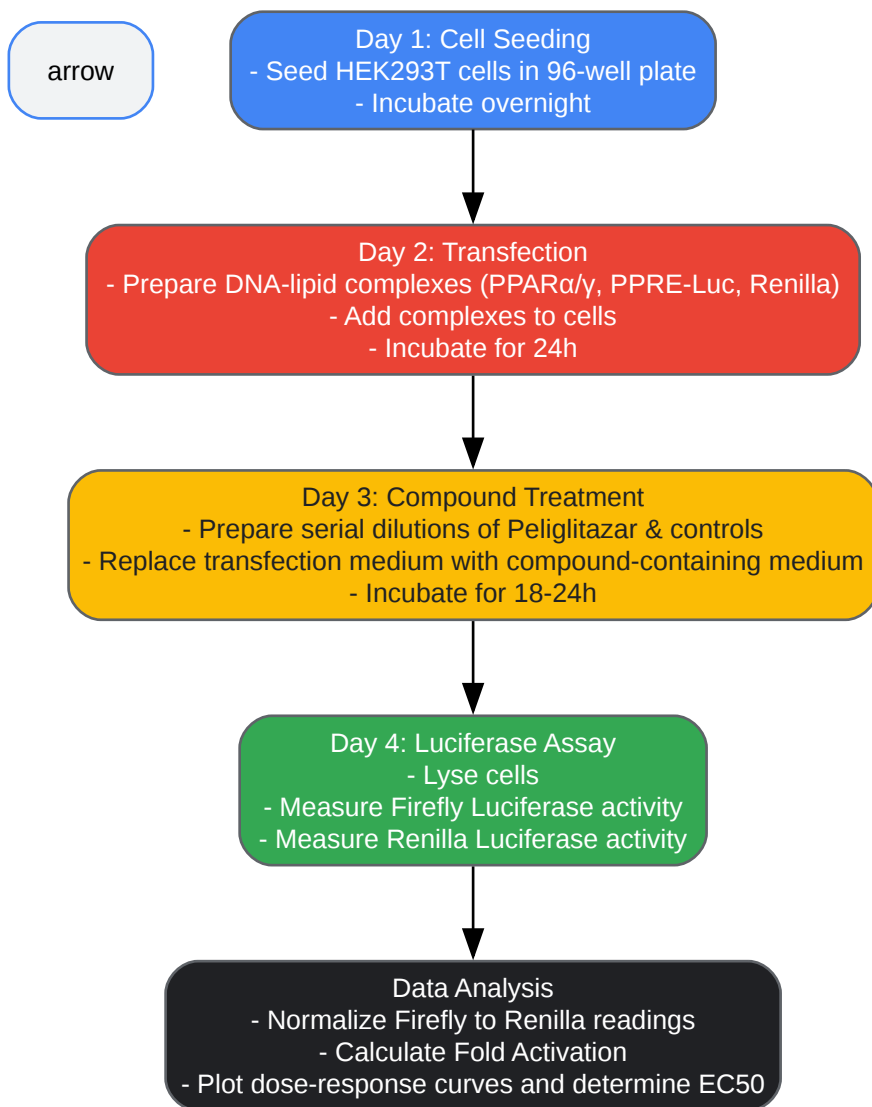 arrow
Day 1: Cell Seeding
- Seed HEK293T cells in 96-well plate
- Incubate overnight
Day 2: Transfection
- Prepare DNA-lipid complexes (PPARα/γ, PPRE-Luc, Renilla)
- Add complexes to cells
- Incubate for 24h
Day 3: Compound Treatment
- Prepare serial dilutions of Peliglitazar & controls
- Replace transfection medium with compound-containing medium
- Incubate for 18-24h
Day 4: Luciferase Assay
- Lyse cells
- Measure Firefly Luciferase activity
- Measure Renilla Luciferase activity
Data Analysis
- Normalize Firefly to Renilla readings
- Calculate Fold Activation
- Plot dose-response curves and determine EC50